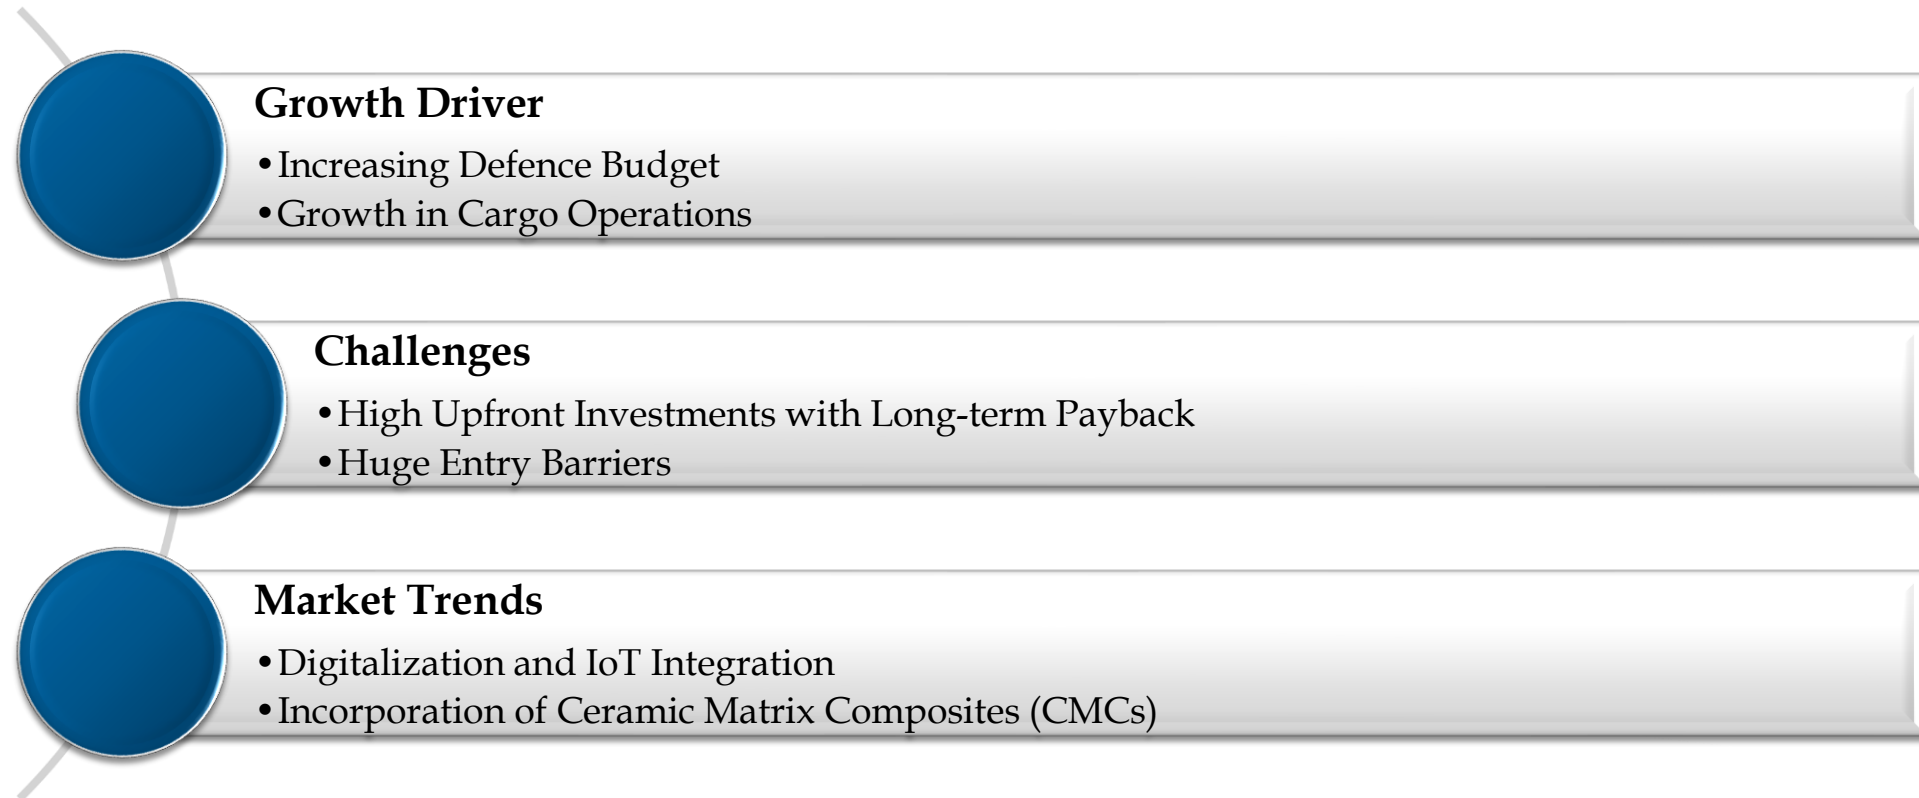 Growth Driver
•Increasing Defence Budget
•Growth in Cargo Operations
Challenges
•High Upfront Investments with Long-term Payback
•Huge Entry Barriers
Market Trends
•Digitalization and IoT Integration
•Incorporation of Ceramic Matrix Composites (CMCs)